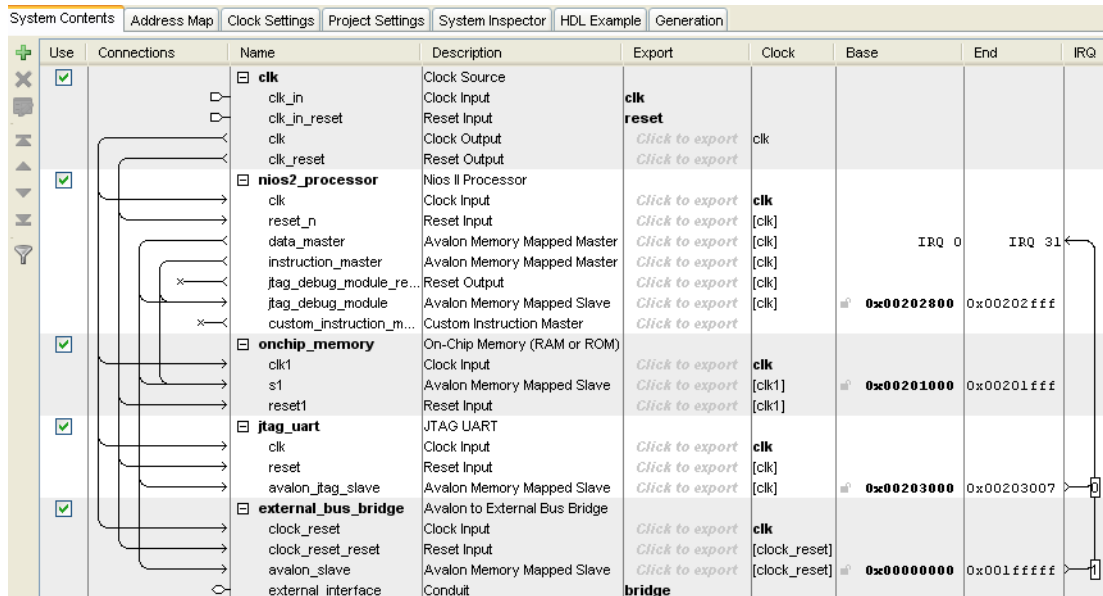 System Contents Address Map Clock Settings Project Settings System Inspector HDL Example Generation
Use Connections Name Description Export Clock Base End IRQ
clk Clock Source
clk_in Clock Input clk
clk_in_reset Reset Input reset
clk Clock Output Click to export clk
clk_reset Reset Output Click to export
nios2_processor Nios II Processor
clk Clock Input Click to export clk
reset_n Reset Input Click to export [clk]
data_master Avalon Memory Mapped Master Click to export [clk] IRQ 0 IRQ 31
instruction_master Avalon Memory Mapped Master Click to export [clk]
jtag_debug_module_re... Reset Output Click to export [clk]
jtag_debug_module Avalon Memory Mapped Slave Click to export [clk] 0x00202800 0x00202fff
custom_instruction_m... Custom Instruction Master Click to export
onchip_memory On-Chip Memory (RAM or ROM)
clk1 Clock Input Click to export clk
s1 Avalon Memory Mapped Slave Click to export [clk1] 0x00201000 0x00201fff
reset1 Reset Input Click to export [clk1]
jtag_uart JTAG UART
clk Clock Input Click to export clk
reset Reset Input Click to export [clk]
avalon_jtag_slave Avalon Memory Mapped Slave Click to export [clk] 0x00203000 0x00203007 0
external_bus_bridge Avalon to External Bus Bridge
clock_reset Clock Input Click to export clk
clock_reset_reset Reset Input Click to export [clock_reset]
avalon_slave Avalon Memory Mapped Slave Click to export [clock_reset] 0x00000000 0x001fffff 1
external_interface Conduit bridge